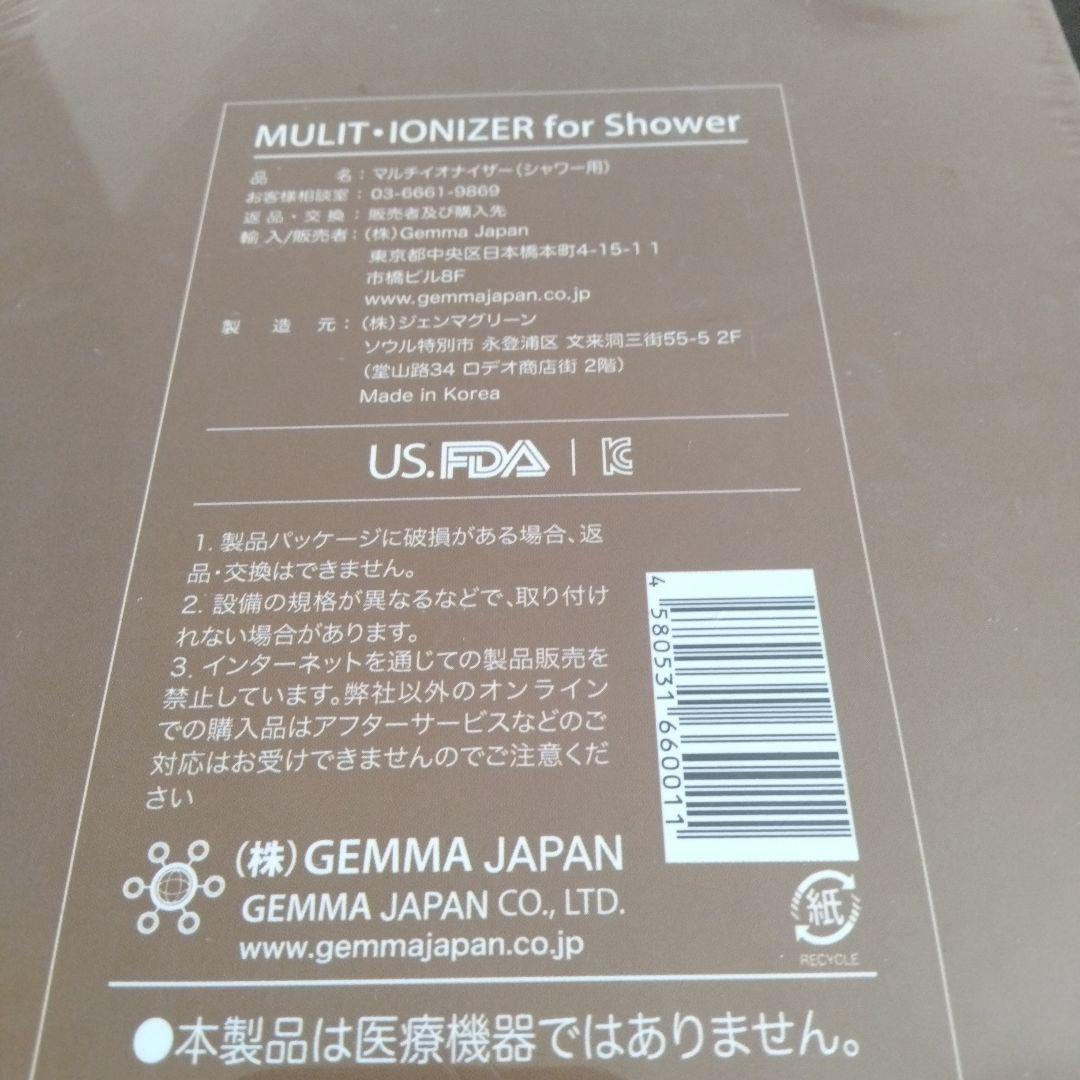 MULIT・IONIZER for Shower
品 名：マルチイオナイザー（シャワー用）
お客様相談室：03-6661-9869
返品・交換：販売者及び購入先
輸入/販売者：（株）Gemma Japan
東京都中央区日本橋本町4-15-1 1
市橋ビル8F
www.gemmajapan.co.jp
製 造 元：（株）ジェンマグリーン
ソウル特別市 永登浦区 文来洞三街55-5 2F
（堂山路34 ロデオ商店街 2階）
Made in Korea
US.FDA | KC
1. 製品パッケージに破損がある場合、返
品・交換はできません。
2. 設備の規格が異なるなどで、取り付け
れない場合があります。
3. インターネットを通じての製品販売を
禁止しています。弊社以外のオンライン
での購入品はアフターサービスなどのご
対応はお受けできませんのでご注意くだ
さい
4 580531 660011
（株）GEMMA JAPAN
GEMMA JAPAN CO., LTD.
www.gemmajapan.co.jp
紙
RECYCLE
●本製品は医療機器ではありません。